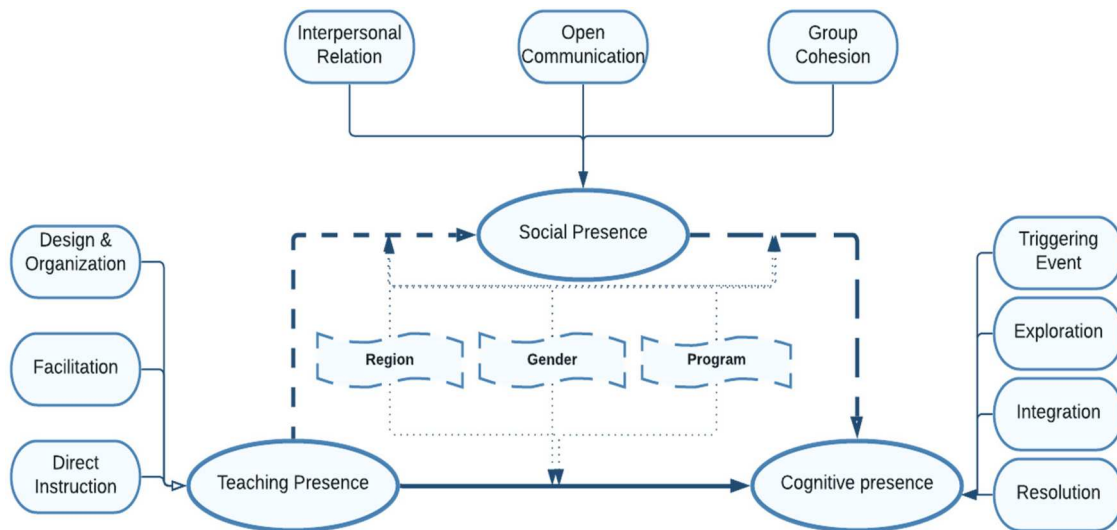 Interpersonal
Relation
Open
Communication
Group
Cohesion
Social Presence
Design &
Organization
Facilitation
Direct
Instruction
Region
Gender
Program
Teaching Presence
Cognitive presence
Triggering
Event
Exploration
Integration
Resolution